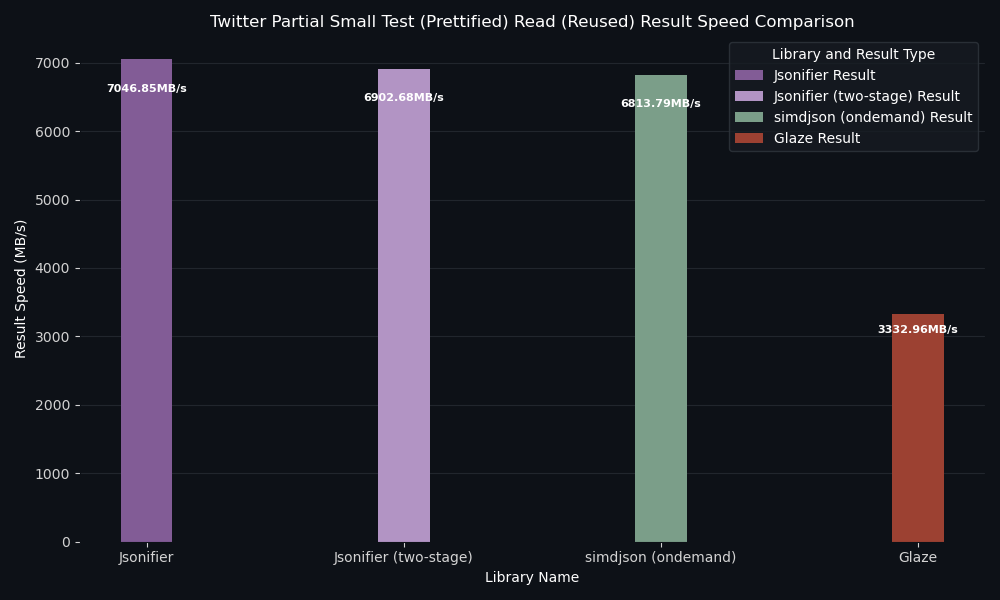 Twitter Partial Small Test (Prettified) Read (Reused) Result Speed Comparison
Library and Result Type
Jsonifier Result
Jsonifier (two-stage) Result
simdjson (ondemand) Result
Glaze Result
7046.85MB/s
6902.68MB/s
6813.79MB/s
3332.96MB/s
Result Speed (MB/s)
7000
6000
5000
4000
3000
2000
1000
0
Jsonifier
Jsonifier (two-stage)
simdjson (ondemand)
Glaze
Library Name